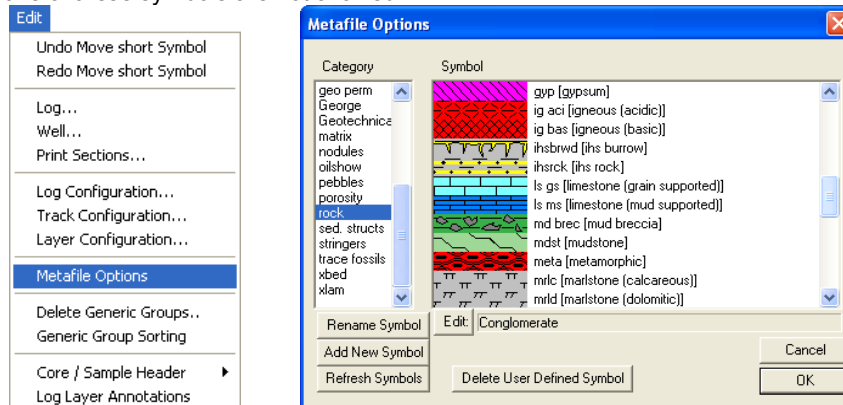 Edit
Undo Move short Symbol
Redo Move short Symbol
Log...
Well...
Print Sections...
Log Configuration...
Track Configuration...
Layer Configuration...
Metafile Options
Delete Generic Groups..
Generic Group Sorting
Core / Sample Header
Log Layer Annotations
Metafile Options
Category
Symbol
geo perm
George
Geotechnica
matrix
nodules
oilshow
pebbles
porosity
rock
sed. structs
stringers
trace fossils
xbed
xlam
gyp [gypsum]
ig aci [igneous (acidic)]
ig bas [igneous (basic)]
ihsbrwd [ihs burrow]
ihsrck [ihs rock]
ls gs [limestone (grain supported)]
ls ms [limestone (mud supported)]
md brec [mud breccia]
mdst [mudstone]
meta [metamorphic]
mrlc [marlstone (calcareous)]
mrld [marlstone (dolomitic)]
Rename Symbol
Edit: Conglomerate
Add New Symbol
Cancel
Refresh Symbols
Delete User Defined Symbol
OK